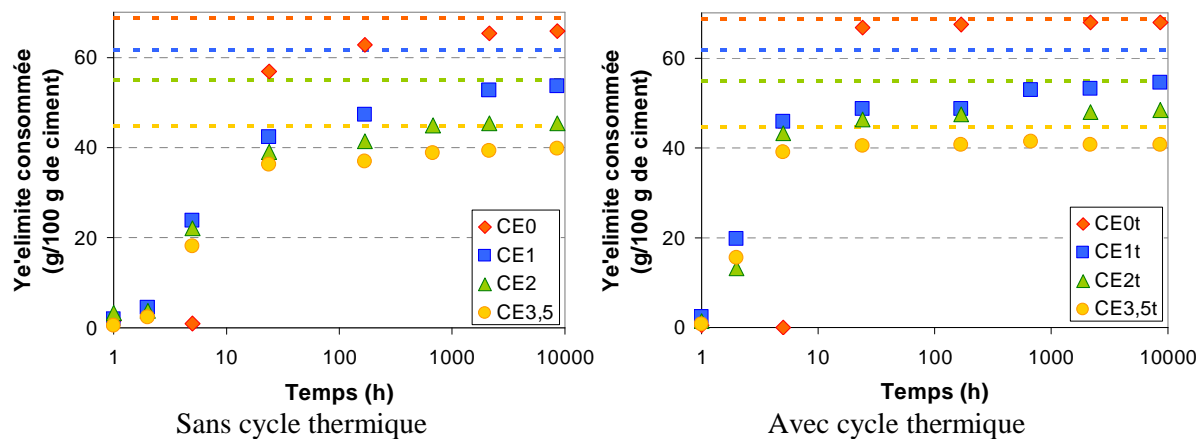 Ye'elimite consommée
(g/100 g de ciment)
60
40
20
0
CE0
CE1
CE2
CE3,5
1
10
100
1000
10000
Temps (h)
Sans cycle thermique
Ye'elimite consommée
(g/100 g de ciment)
60
40
20
0
CE0t
CE1t
CE2t
CE3,5t
1
10
100
1000
10000
Temps (h)
Avec cycle thermique